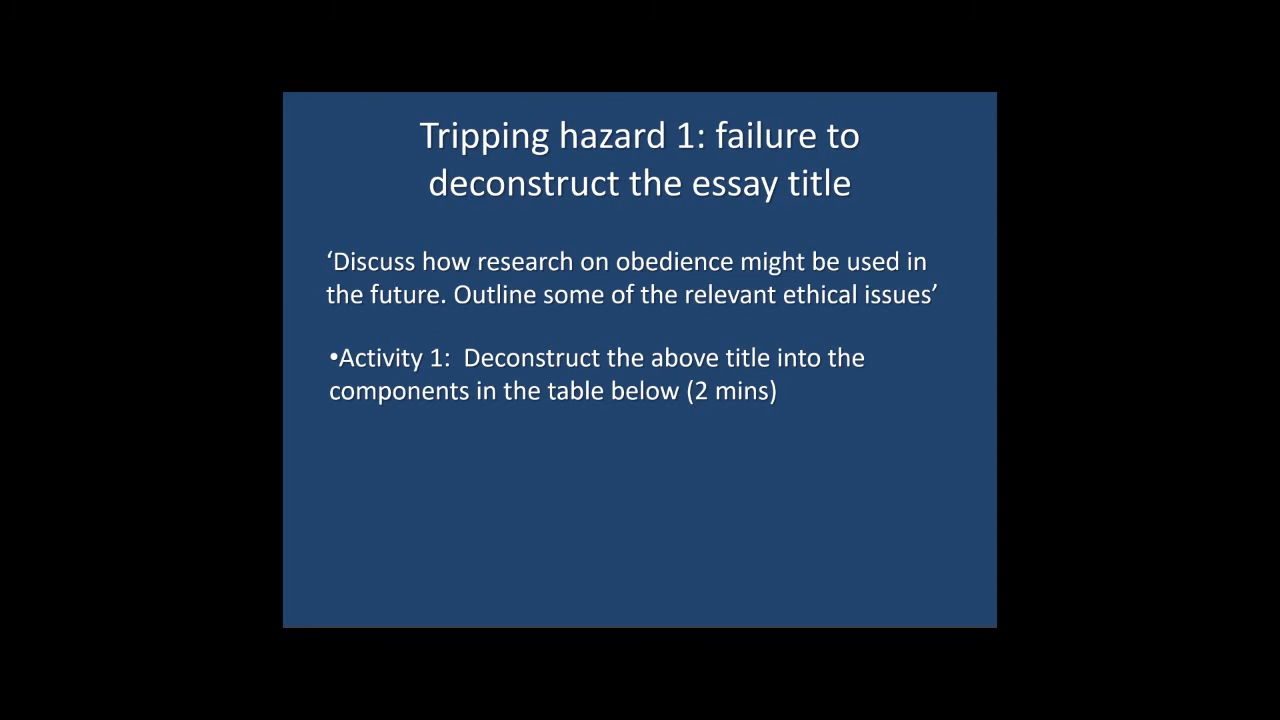 Tripping hazard 1: failure to
deconstruct the essay title
‘Discuss how research on obedience might be used in
the future. Outline some of the relevant ethical issues’
•Activity 1:  Deconstruct the above title into the
components in the table below (2 mins)